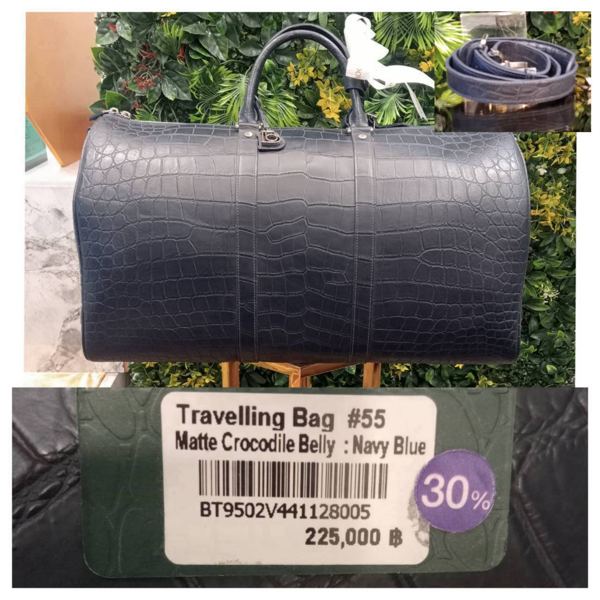 Travelling Bag #55
Matte Crocodile Belly : Navy Blue
BT9502V441128005
225,000 ฿
30%